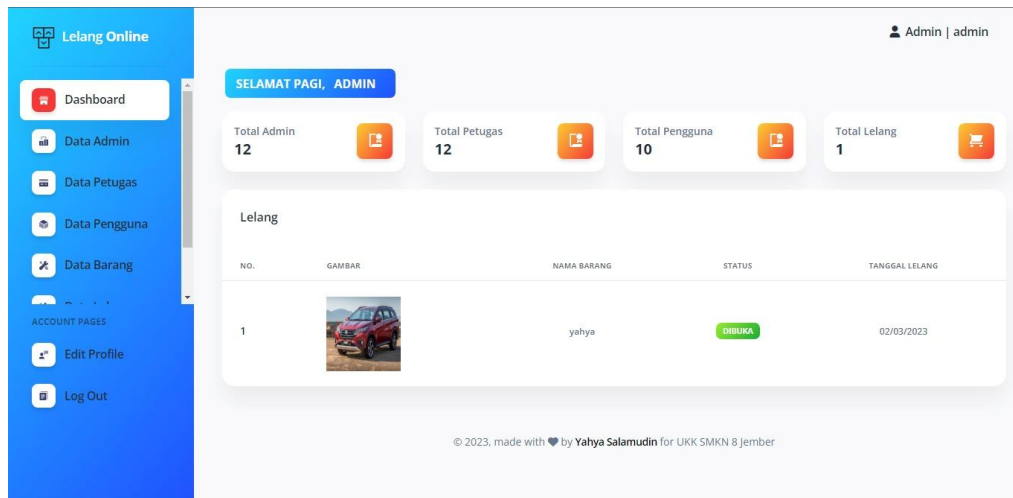 Lelang Online
Admin | admin
Dashboard
Data Admin
Data Petugas
Data Pengguna
Data Barang
ACCOUNT PAGES
Edit Profile
Log Out
SELAMAT PAGI, ADMIN
Total Admin
12
Total Petugas
12
Total Pengguna
10
Total Lelang
1
Lelang
NO. GAMBAR NAMA BARANG STATUS TANGGAL LELANG
1 yahya DIBUKA 02/03/2023
© 2023, made with by Yahya Salamudin for UKK SMKN 8 Jember